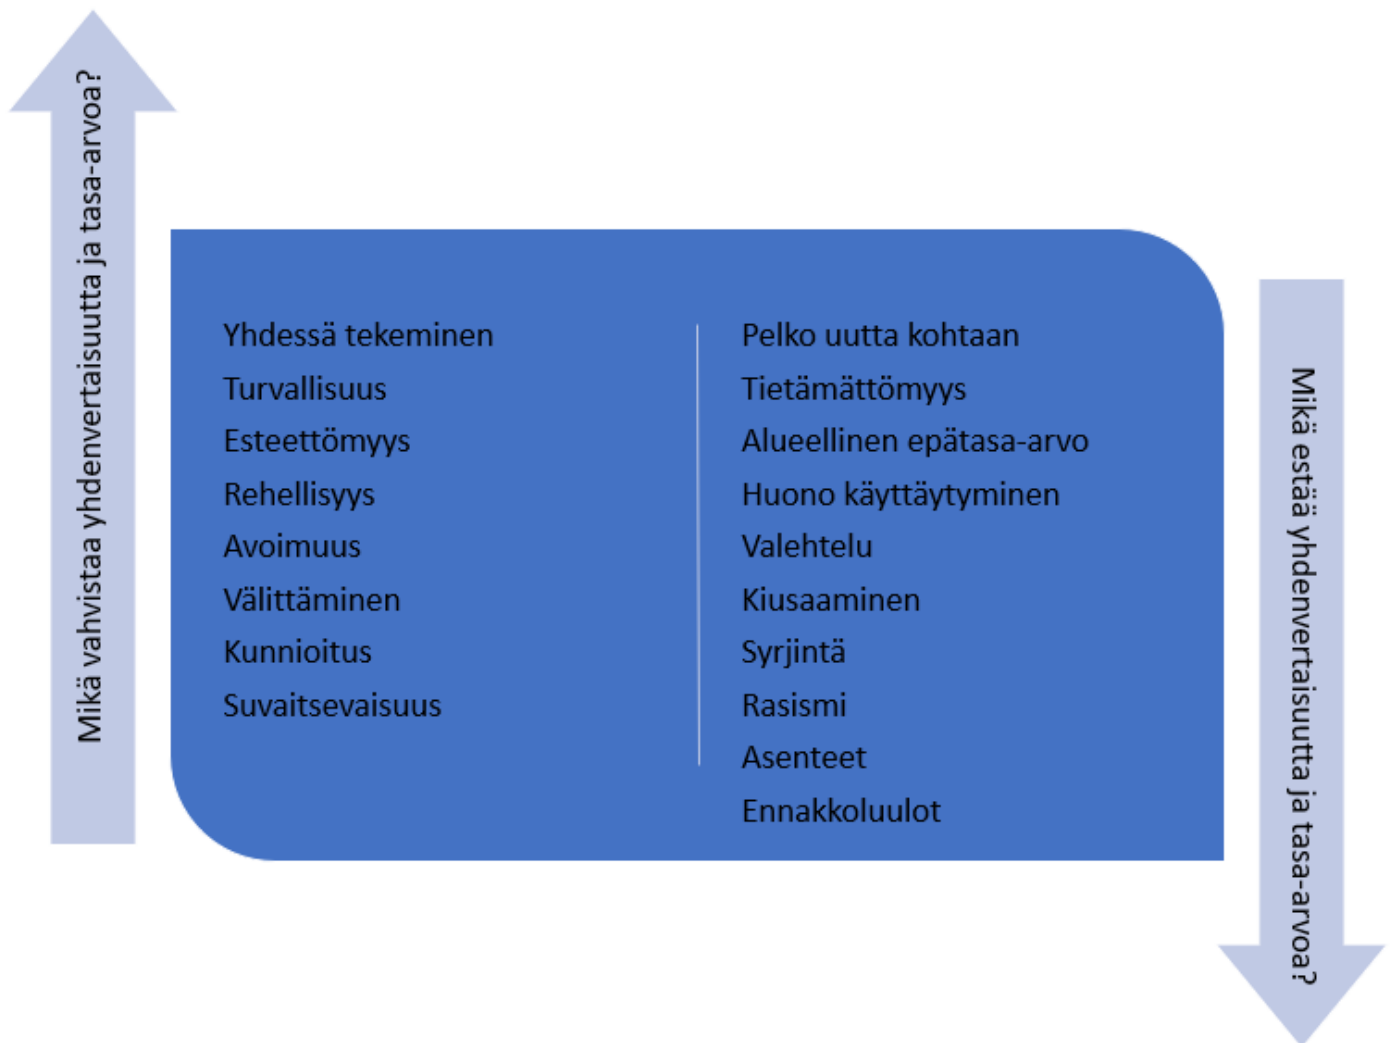 Mikä vahvistaa yhdenvertaisuutta ja tasa-arvoa?
Yhdessä tekeminen
Turvallisuus
Esteettömyys
Rehellisyys
Avoimuus
Välittäminen
Kunnioitus
Suvaitsevaisuus
Pelko uutta kohtaan
Tietämättömyys
Alueellinen epätasa-arvo
Huono käyttäytyminen
Valehtelu
Kiusaaminen
Syrjintä
Rasismi
Asenteet
Ennakkoluulot
Mikä estää yhdenvertaisuutta ja tasa-arvoa?